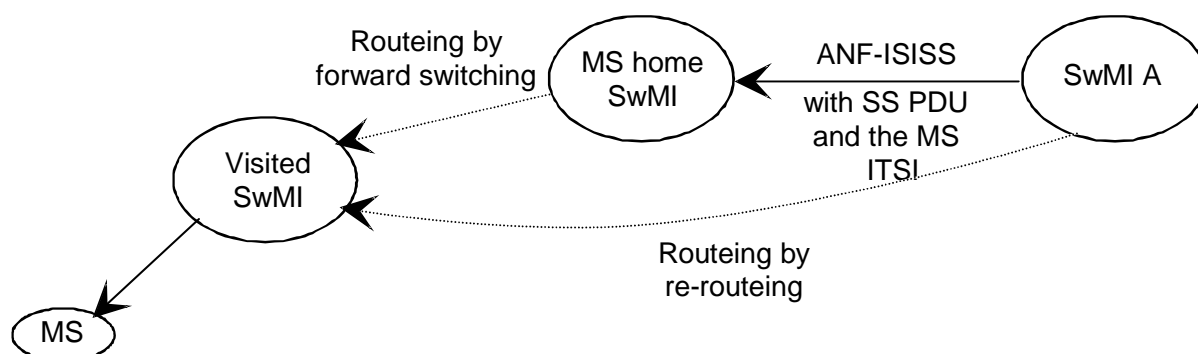 Routeing by
forward switching
MS home
SwMI
ANF-ISISS
with SS PDU
and the MS
ITSI
SwMI A
Visited
SwMI
Routeing by
re-routeing
MS